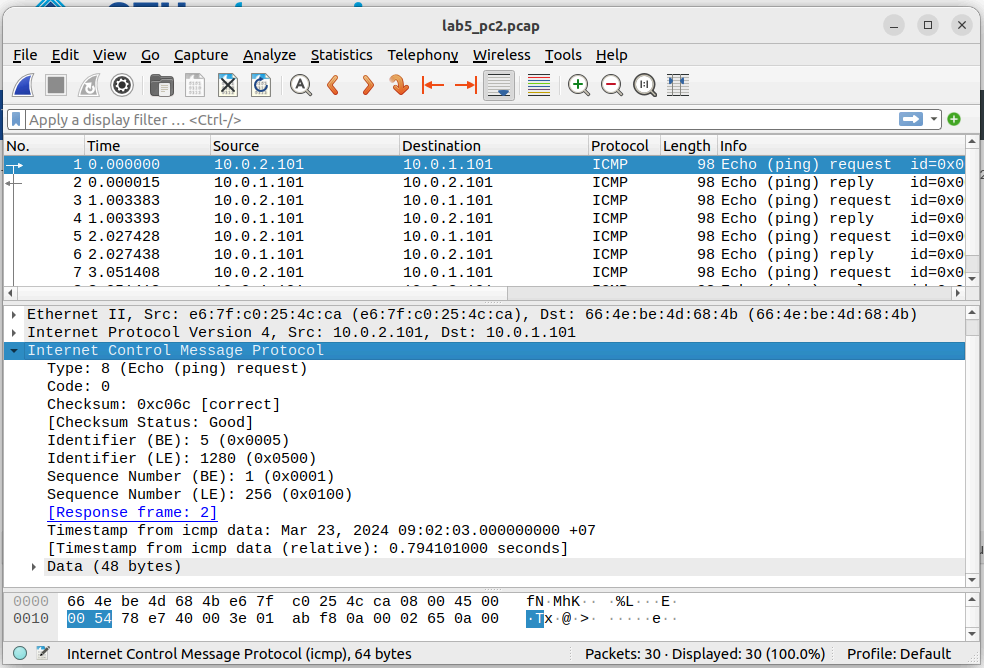 lab5_pc2.pcap
File Edit View Go Capture Analyze Statistics Telephony Wireless Tools Help
Apply a display filter … <Ctrl-/>
No. Time Source Destination Protocol Length Info
1 0.000000 10.0.2.101 10.0.1.101 ICMP 98 Echo (ping) request id=0x0
2 0.000015 10.0.1.101 10.0.2.101 ICMP 98 Echo (ping) reply id=0x0
3 1.003383 10.0.2.101 10.0.1.101 ICMP 98 Echo (ping) request id=0x0
4 1.003393 10.0.1.101 10.0.2.101 ICMP 98 Echo (ping) reply id=0x0
5 2.027428 10.0.2.101 10.0.1.101 ICMP 98 Echo (ping) request id=0x0
6 2.027438 10.0.1.101 10.0.2.101 ICMP 98 Echo (ping) reply id=0x0
7 3.051408 10.0.2.101 10.0.1.101 ICMP 98 Echo (ping) request id=0x0
Ethernet II, Src: e6:7f:c0:25:4c:ca (e6:7f:c0:25:4c:ca), Dst: 66:4e:be:4d:68:4b (66:4e:be:4d:68:4b)
Internet Protocol Version 4, Src: 10.0.2.101, Dst: 10.0.1.101
Internet Control Message Protocol
Type: 8 (Echo (ping) request)
Code: 0
Checksum: 0xc06c [correct]
[Checksum Status: Good]
Identifier (BE): 5 (0x0005)
Identifier (LE): 1280 (0x0500)
Sequence Number (BE): 1 (0x0001)
Sequence Number (LE): 256 (0x0100)
[Response frame: 2]
Timestamp from icmp data: Mar 23, 2024 09:02:03.000000000 +07
[Timestamp from icmp data (relative): 0.794101000 seconds]
Data (48 bytes)
0000 66 4e be 4d 68 4b e6 7f c0 25 4c ca 08 00 45 00 fN·MhK·· ·%L···E·
0010 00 54 78 e7 40 00 3e 01 ab f8 0a 00 02 65 0a 00 ·Tx·@·>· ·····e··
Internet Control Message Protocol (icmp), 64 bytes
Packets: 30 · Displayed: 30 (100.0%)
Profile: Default